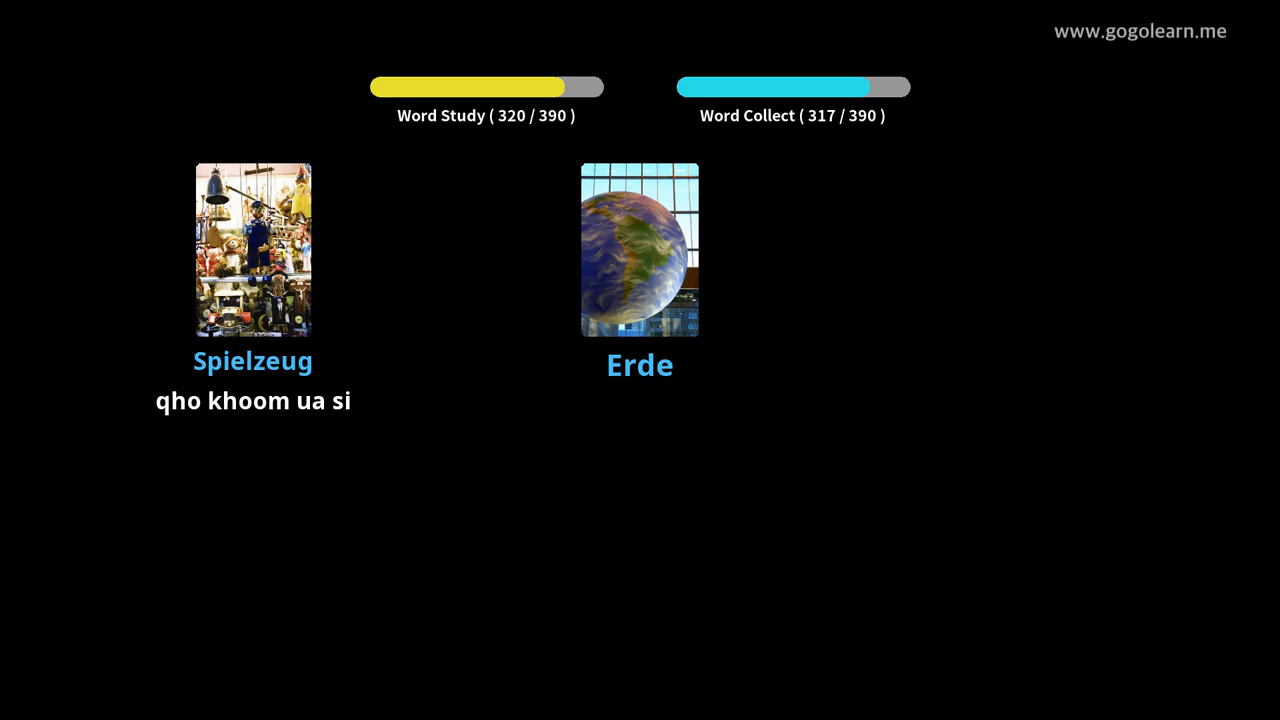 www.gogolearn.me
Word Study ( 320 / 390 )
Word Collect ( 317 / 390 )
Spielzeug
qho khoom ua si
Erde